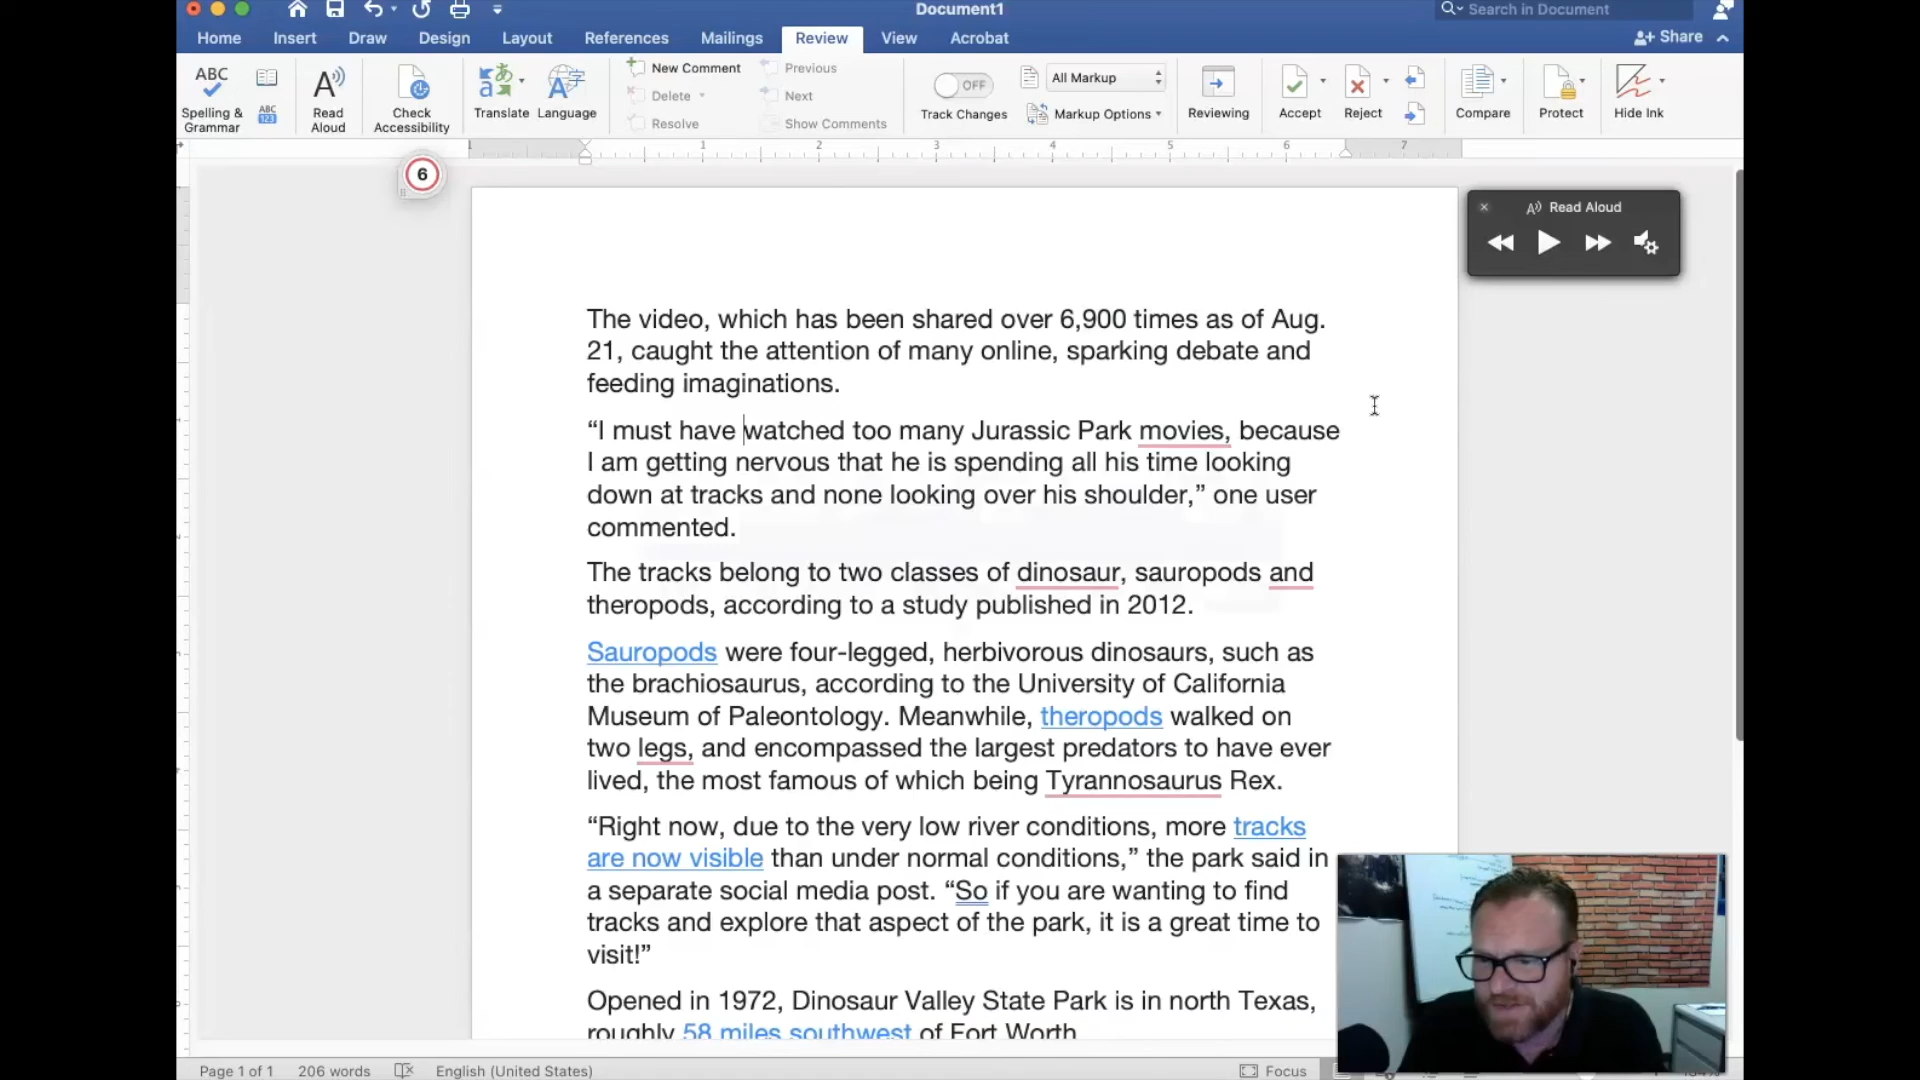 Document1
Search in Document
Home Insert Draw Design Layout References Mailings Review View Acrobat
Share
ABC
Spelling &
Grammar
ABC
123
Read
Aloud
Check
Accessibility
Translate
Language
New Comment
Delete
Resolve
Previous
Next
Show Comments
OFF
Track Changes
All Markup
Markup Options
Reviewing
Accept
Reject
Compare
Protect
Hide Ink
1 1 2 3 4 5 6 7
6
Read Aloud
The video, which has been shared over 6,900 times as of Aug.
21, caught the attention of many online, sparking debate and
feeding imaginations.
“I must have watched too many Jurassic Park movies, because
I am getting nervous that he is spending all his time looking
down at tracks and none looking over his shoulder,” one user
commented.
The tracks belong to two classes of dinosaur, sauropods and
theropods, according to a study published in 2012.
Sauropods were four-legged, herbivorous dinosaurs, such as
the brachiosaurus, according to the University of California
Museum of Paleontology. Meanwhile, theropods walked on
two legs, and encompassed the largest predators to have ever
lived, the most famous of which being Tyrannosaurus Rex.
“Right now, due to the very low river conditions, more tracks
are now visible than under normal conditions,” the park said in
a separate social media post. “So if you are wanting to find
tracks and explore that aspect of the park, it is a great time to
visit!”
Opened in 1972, Dinosaur Valley State Park is in north Texas,
roughly 58 miles southwest of Fort Worth
Page 1 of 1 206 words English (United States) Focus